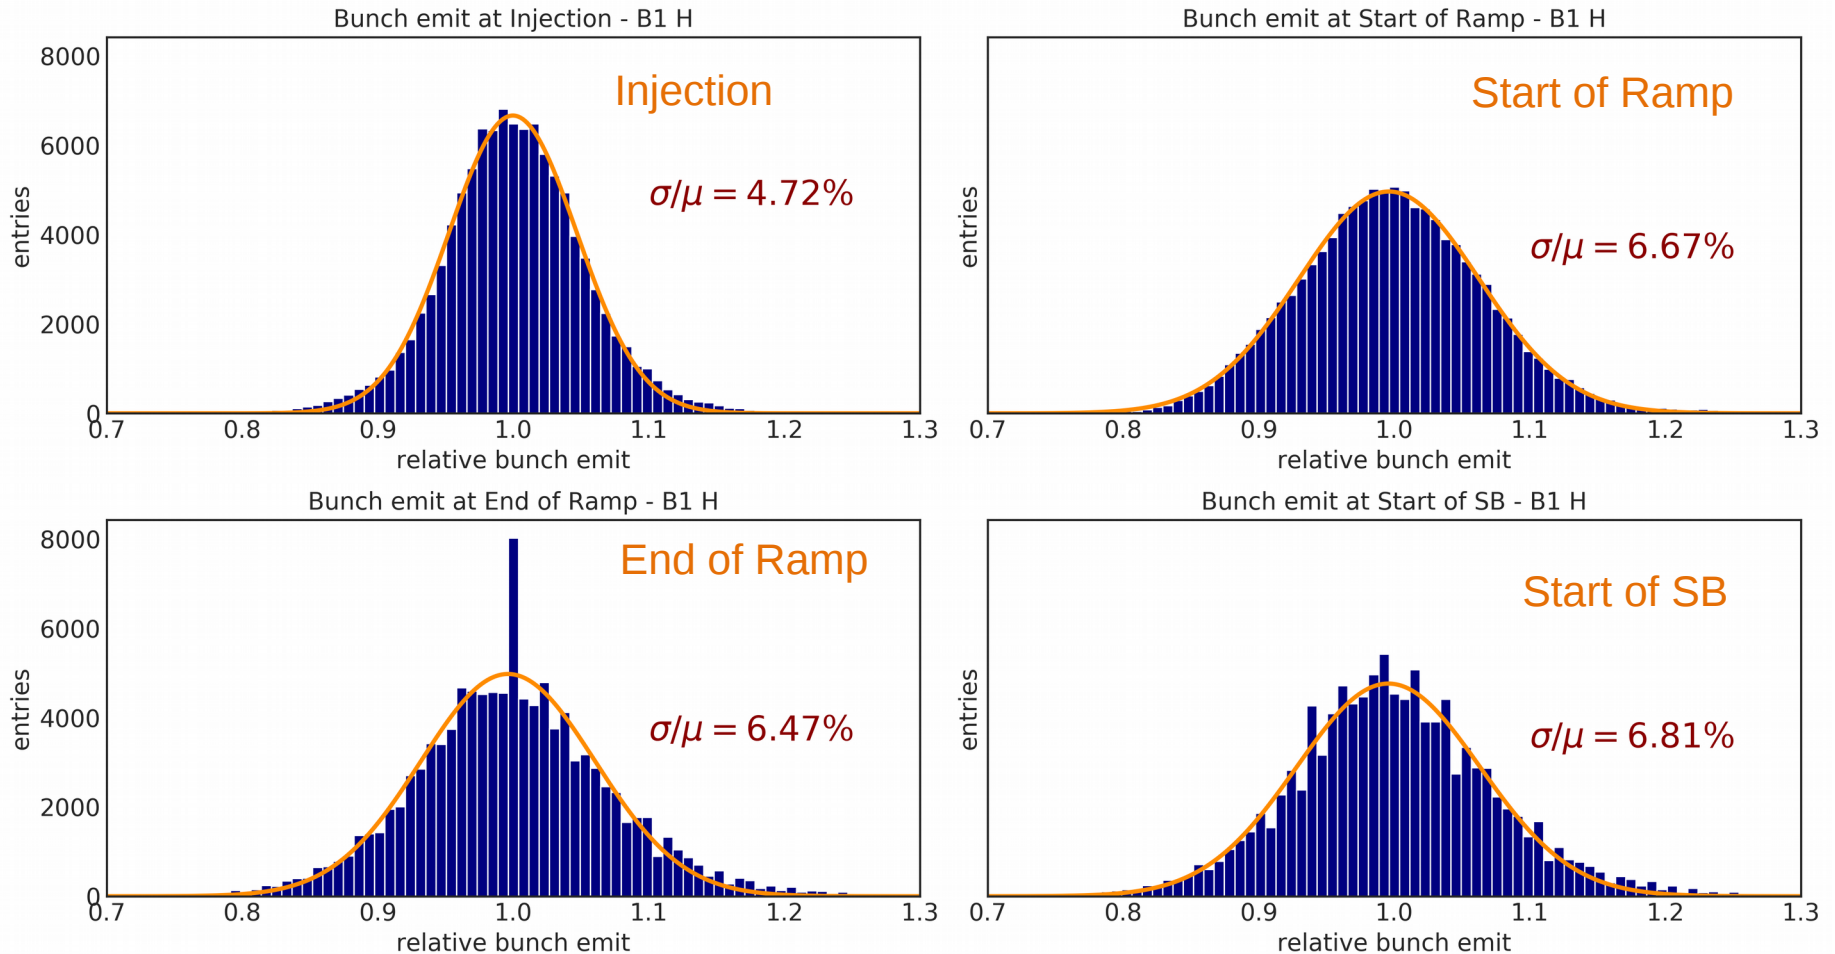 Bunch emit at Injection - B1 H
8000
6000
4000
2000
0
entries
Injection
σ/μ = 4.72%
0.7 0.8 0.9 1.0 1.1 1.2 1.3
relative bunch emit
Bunch emit at Start of Ramp - B1 H
entries
Start of Ramp
σ/μ = 6.67%
0.7 0.8 0.9 1.0 1.1 1.2 1.3
relative bunch emit
Bunch emit at End of Ramp - B1 H
8000
6000
4000
2000
0
entries
End of Ramp
σ/μ = 6.47%
0.7 0.8 0.9 1.0 1.1 1.2 1.3
relative bunch emit
Bunch emit at Start of SB - B1 H
entries
Start of SB
σ/μ = 6.81%
0.7 0.8 0.9 1.0 1.1 1.2 1.3
relative bunch emit